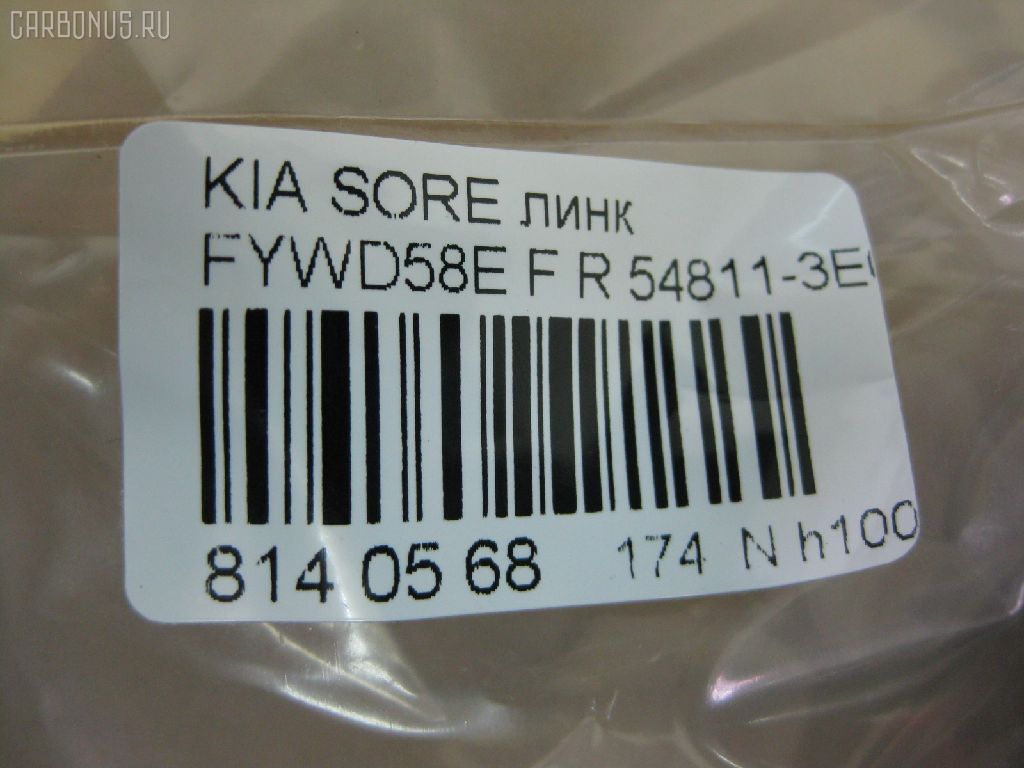 CARBONUS.RU
KIA SORE линк
FYWD58E F R 54811-3E
814 05 68 174 N h100